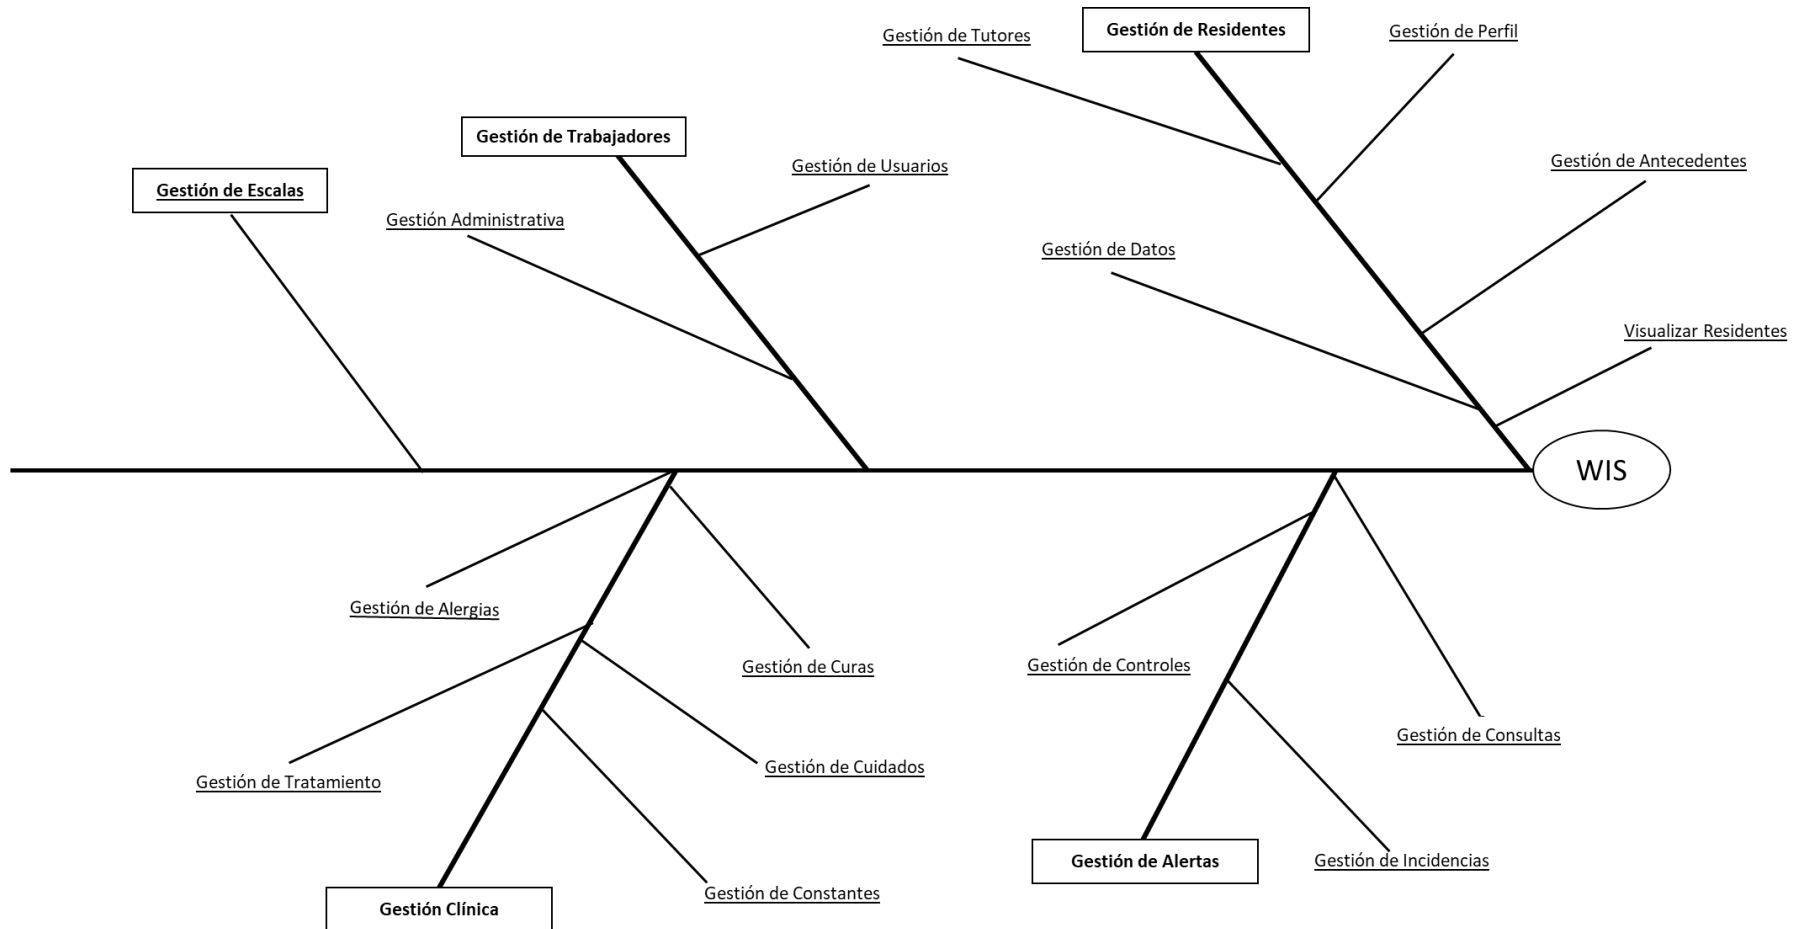 Gestión de Residentes
Gestión de Perfil
Gestión de Tutores
Gestión de Trabajadores
Gestión de Usuarios
Gestión de Antecedentes
Gestión de Escalas
Gestión Administrativa
Gestión de Datos
Visualizar Residentes
WIS
Gestión de Alergias
Gestión de Curas
Gestión de Controles
Gestión de Consultas
Gestión de Tratamiento
Gestión de Cuidados
Gestión de Alertas
Gestión de Incidencias
Gestión de Constantes
Gestión Clínica